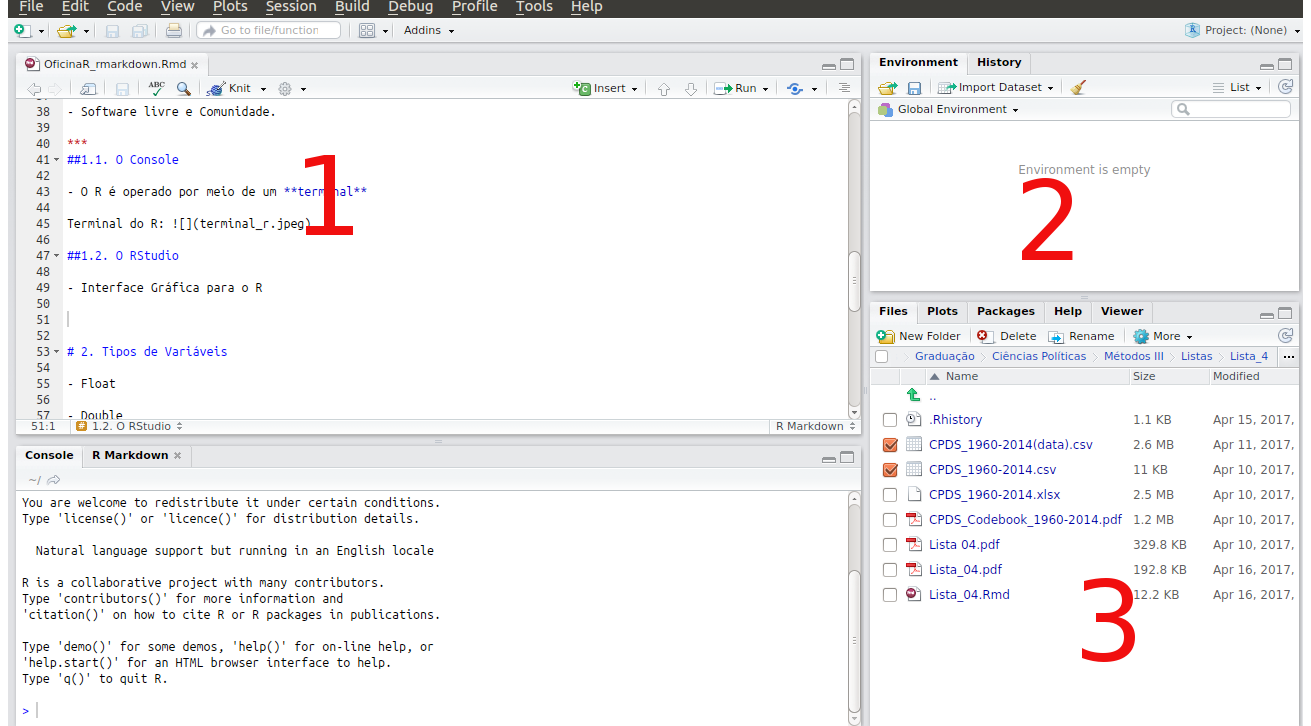 File Edit Code View Plots Session Build Debug Profile Tools Help
Go to file/function Addins Project: (None)
OficinaR_rmarkdown.Rmd
ABC Knit Insert Run
38 - Software livre e Comunidade.
39
40 ***
41 ##1.1. O Console
42
43 - O R é operado por meio de um **terminal**
44
45 Terminal do R: ![](terminal_r.jpeg)
46
47 ##1.2. O RStudio
48
49 - Interface Gráfica para o R
50
51
52
53 # 2. Tipos de Variáveis
54
55 - Float
56
57 - Double
1
51:1 # 1.2. O RStudio R Markdown
Console R Markdown
~/
You are welcome to redistribute it under certain conditions.
Type 'license()' or 'licence()' for distribution details.
Natural language support but running in an English locale
R is a collaborative project with many contributors.
Type 'contributors()' for more information and
'citation()' on how to cite R or R packages in publications.
Type 'demo()' for some demos, 'help()' for on-line help, or
'help.start()' for an HTML browser interface to help.
Type 'q()' to quit R.
>
Environment History
Import Dataset List
Global Environment
Environment is empty
2
Files Plots Packages Help Viewer
New Folder Delete Rename More
Graduação Ciências Políticas Métodos III Listas Lista_4 ...
Name Size Modified
..
.Rhistory 1.1 KB Apr 15, 2017,
CPDS_1960-2014(data).csv 2.6 MB Apr 11, 2017,
CPDS_1960-2014.csv 11 KB Apr 10, 2017,
CPDS_1960-2014.xlsx 2.5 MB Apr 10, 2017,
CPDS_Codebook_1960-2014.pdf 1.2 MB Apr 10, 2017,
Lista 04.pdf 329.8 KB Apr 10, 2017,
Lista_04.pdf 192.8 KB Apr 16, 2017,
Lista_04.Rmd 12.2 KB Apr 16, 2017,
3